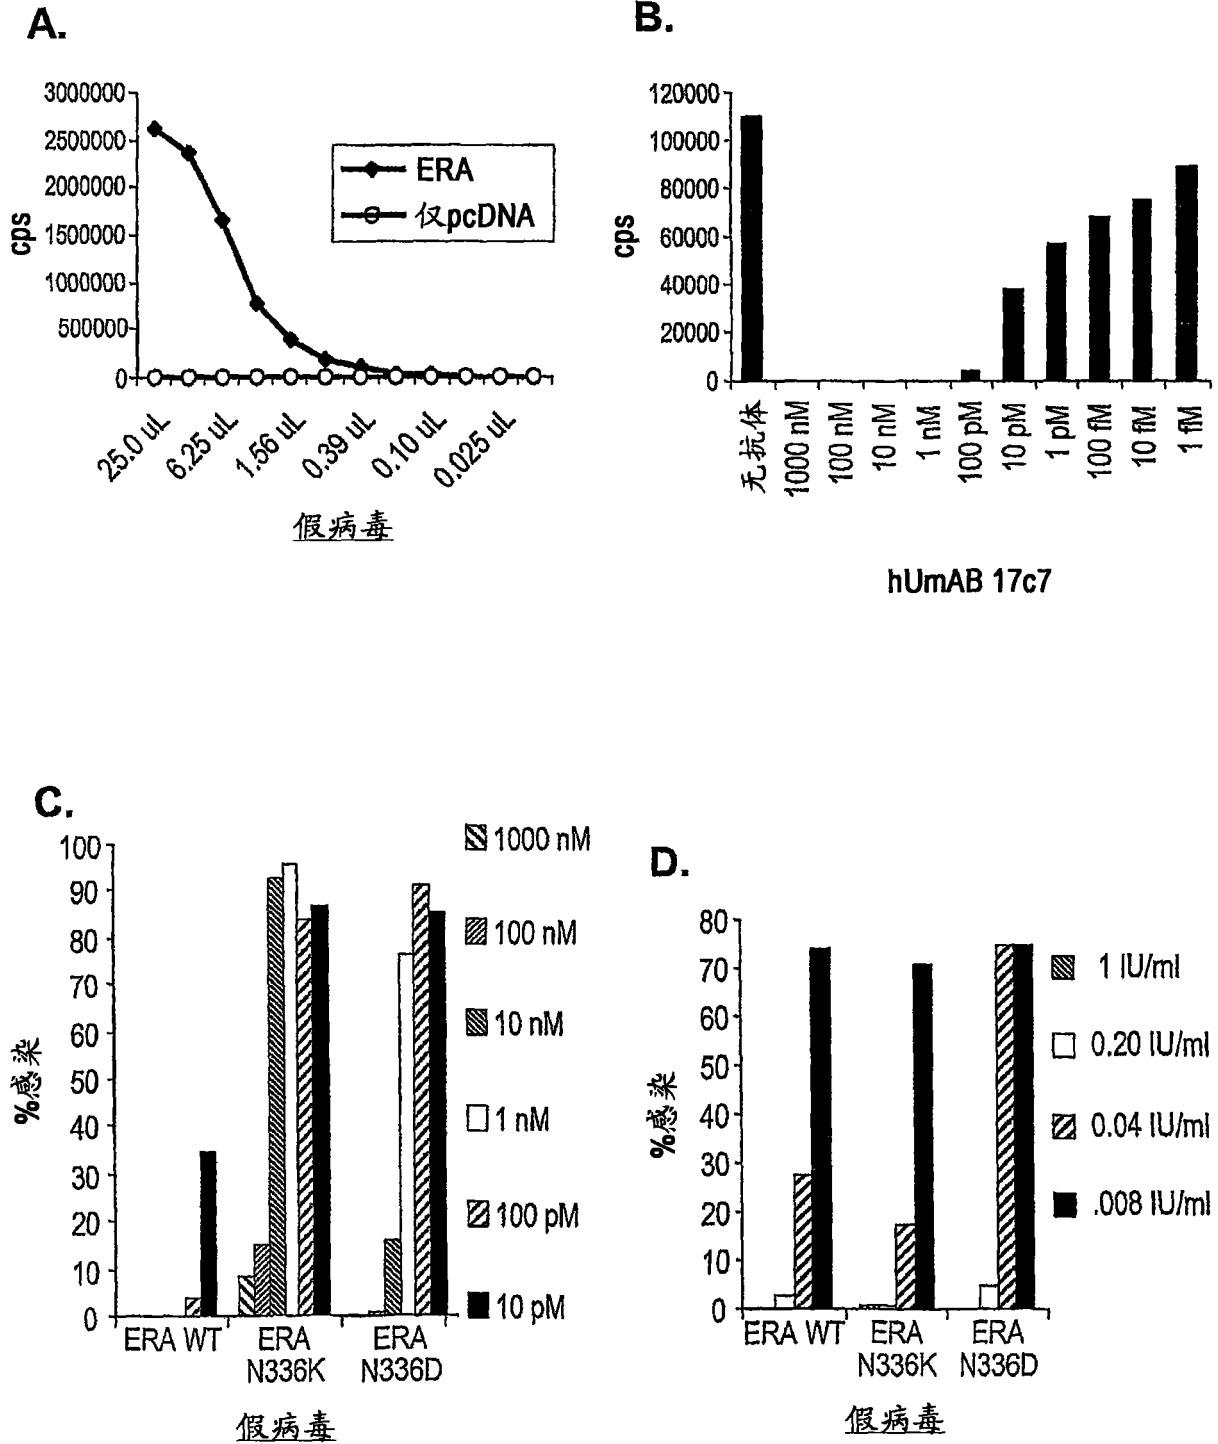 A.
3000000
2500000
2000000
1500000
1000000
500000
0
cps
ERA
仅pcDNA
25.0 uL
6.25 uL
1.56 uL
0.39 uL
0.10 uL
0.025 uL
假病毒
B.
120000
100000
80000
60000
40000
20000
0
cps
无抗体
1000 nM
100 nM
10 nM
1 nM
100 pM
10 pM
1 pM
100 fM
10 fM
1 fM
hUmAB 17c7
C.
100
90
80
70
60
50
40
30
20
10
0
%感染
1000 nM
100 nM
10 nM
1 nM
100 pM
10 pM
ERA WT
ERA
N336K
ERA
N336D
假病毒
D.
80
70
60
50
40
30
20
10
0
%感染
1 IU/ml
0.20 IU/ml
0.04 IU/ml
.008 IU/ml
ERA WT
ERA
N336K
ERA
N336D
假病毒